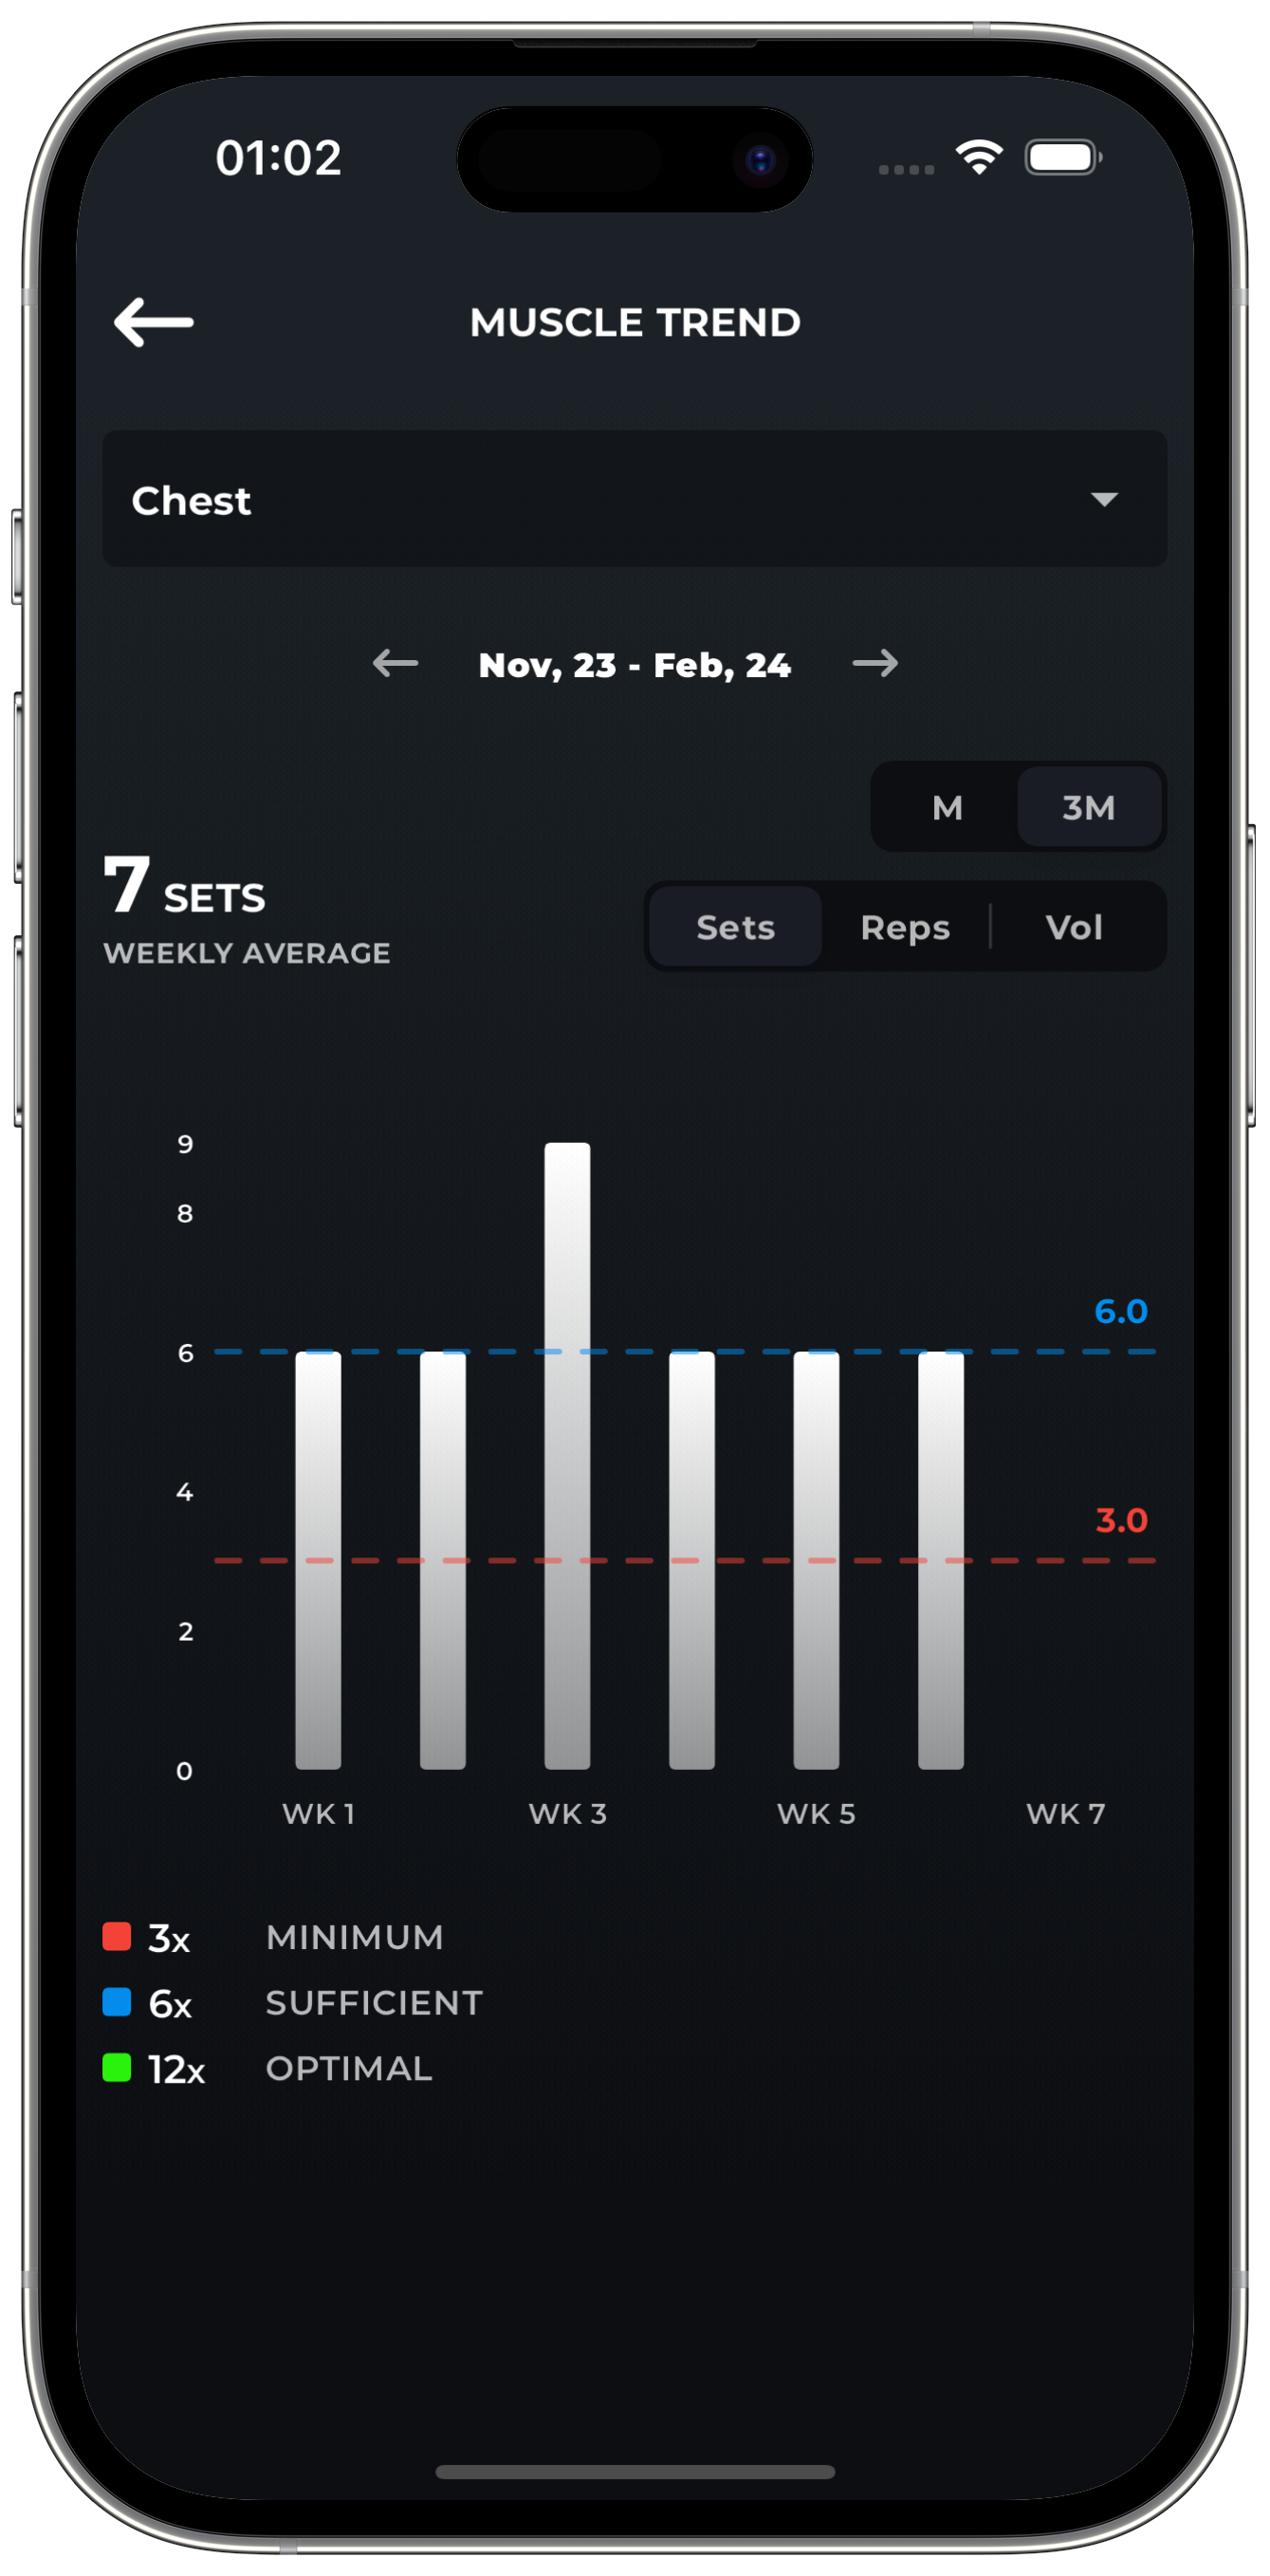 01:02
MUSCLE TREND
Chest
Nov, 23 - Feb, 24
M 3M
7 SETS
WEEKLY AVERAGE
Sets Reps Vol
9
8
6.0
6
4
3.0
2
0
WK 1 WK 3 WK 5 WK 7
3x MINIMUM
6x SUFFICIENT
12x OPTIMAL